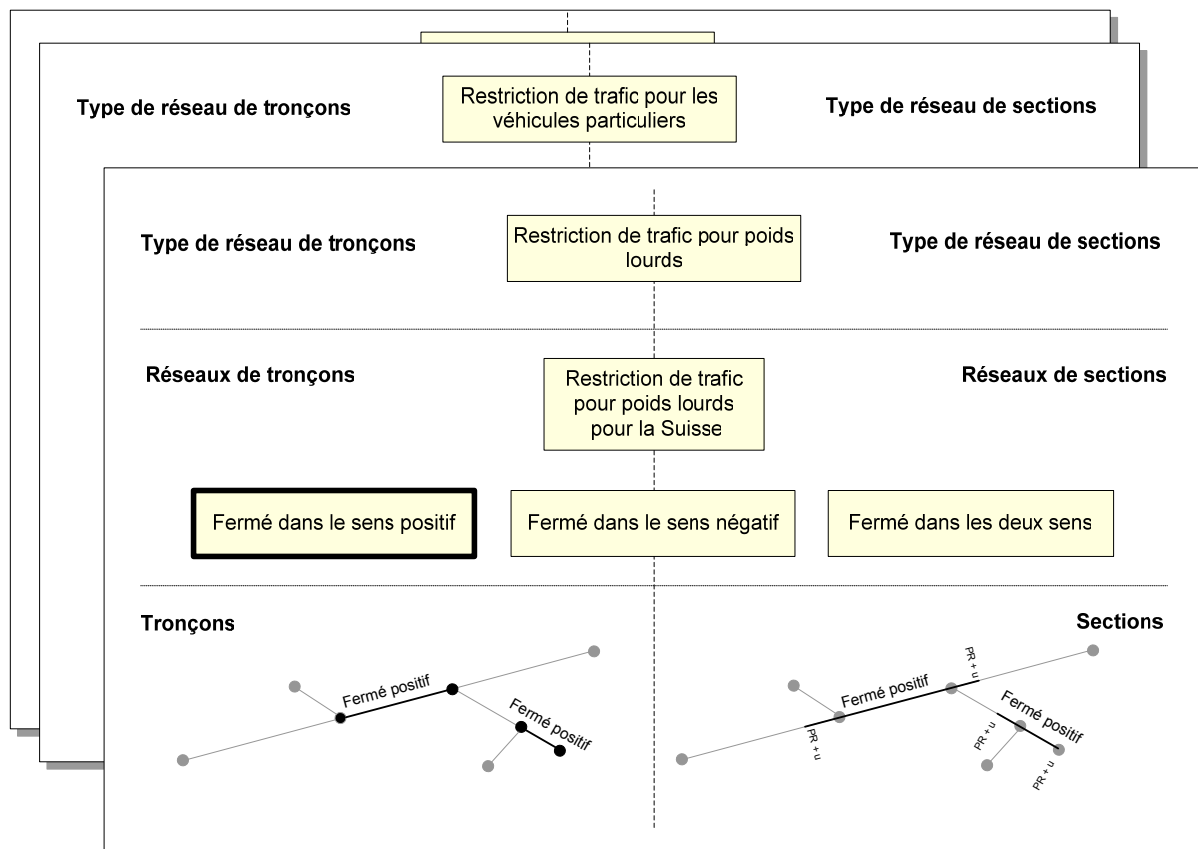 Type de réseau de tronçons
Restriction de trafic pour les
véhicules particuliers
Type de réseau de sections
Type de réseau de tronçons
Restriction de trafic pour poids
lourds
Type de réseau de sections
Réseaux de tronçons
Restriction de trafic
pour poids lourds
pour la Suisse
Réseaux de sections
Fermé dans le sens positif
Fermé dans le sens négatif
Fermé dans les deux sens
Tronçons
Sections
Fermé positif
Fermé positif
PR + u
Fermé positif
Fermé positif
PR + u
PR + u
PR + u